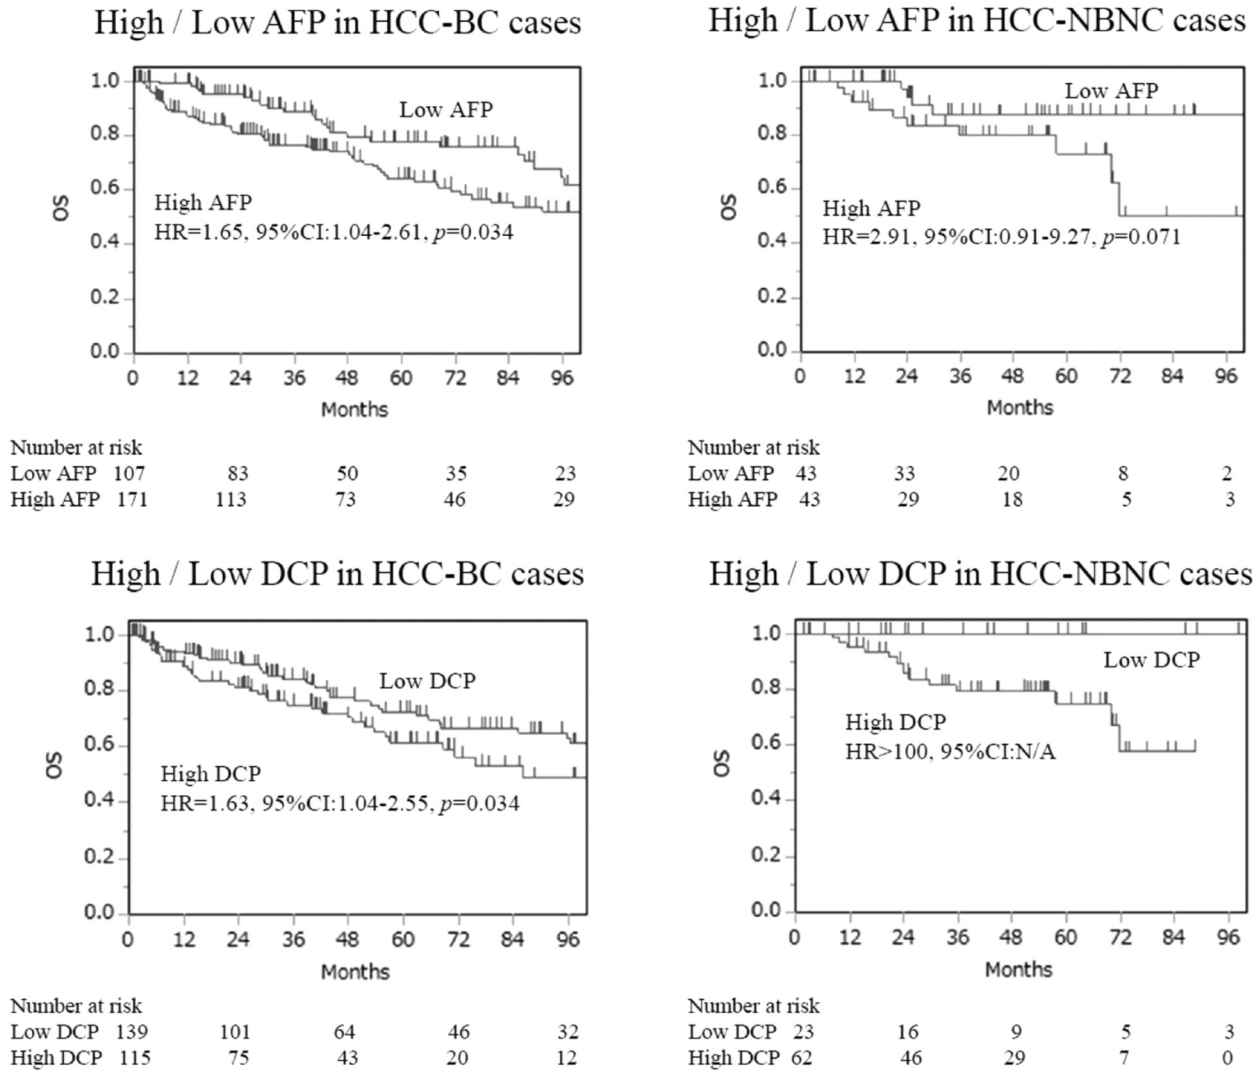 High / Low AFP in HCC-BC cases
1.0
0.8
0.6
0.4
0.2
0.0
OS
Low AFP
High AFP
HR=1.65, 95%CI:1.04-2.61, p=0.034
0 12 24 36 48 60 72 84 96
Months
Number at risk
Low AFP 107 83 50 35 23
High AFP 171 113 73 46 29
High / Low AFP in HCC-NBNC cases
1.0
0.8
0.6
0.4
0.2
0.0
OS
Low AFP
High AFP
HR=2.91, 95%CI:0.91-9.27, p=0.071
0 12 24 36 48 60 72 84 96
Months
Number at risk
Low AFP 43 33 20 8 2
High AFP 43 29 18 5 3
High / Low DCP in HCC-BC cases
1.0
0.8
0.6
0.4
0.2
0.0
OS
Low DCP
High DCP
HR=1.63, 95%CI:1.04-2.55, p=0.034
0 12 24 36 48 60 72 84 96
Months
Number at risk
Low DCP 139 101 64 46 32
High DCP 115 75 43 20 12
High / Low DCP in HCC-NBNC cases
1.0
0.8
0.6
0.4
0.2
0.0
OS
Low DCP
High DCP
HR>100, 95%CI:N/A
0 12 24 36 48 60 72 84 96
Months
Number at risk
Low DCP 23 16 9 5 3
High DCP 62 46 29 7 0